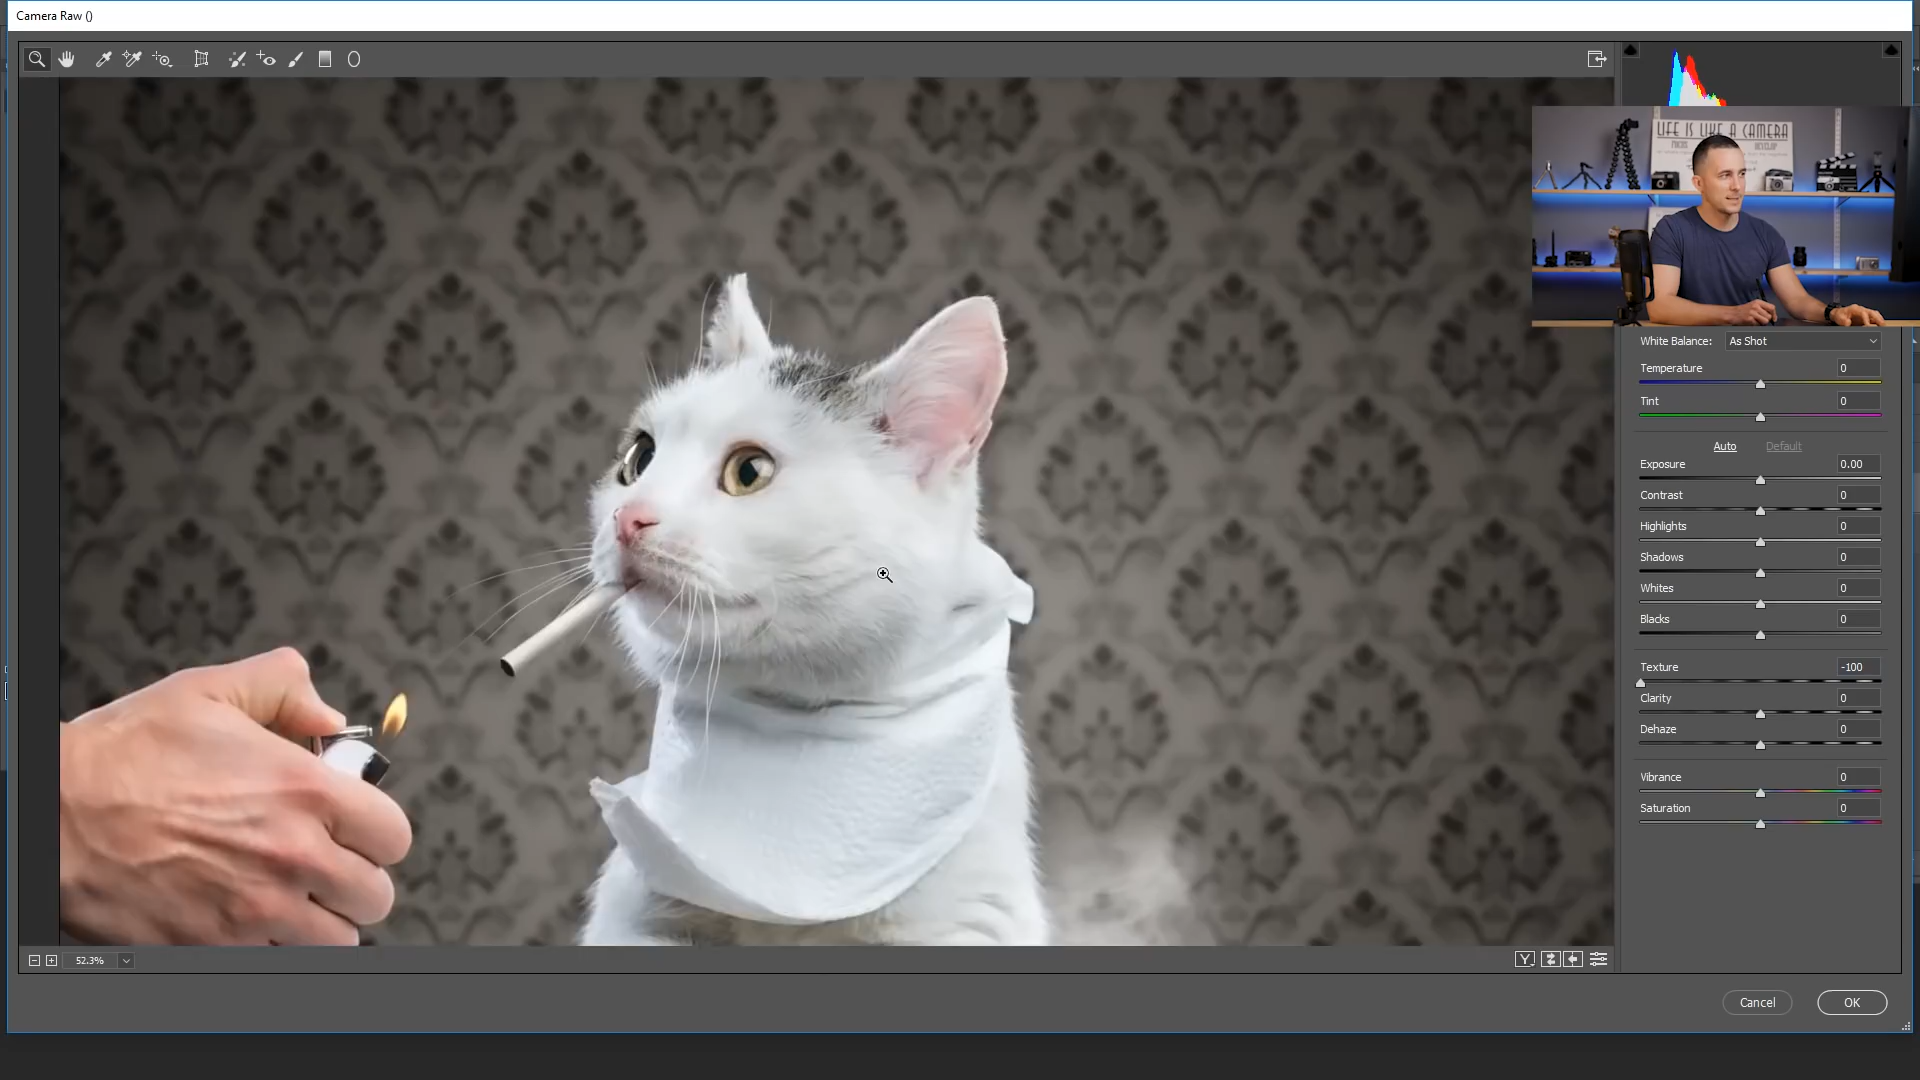 Camera Raw ()
LIFE IS LIKE A CAMERA
FOCUS
DEVELOP
White Balance: As Shot
Temperature 0
Tint 0
Auto Default
Exposure 0.00
Contrast 0
Highlights 0
Shadows 0
Whites 0
Blacks 0
Texture -100
Clarity 0
Dehaze 0
Vibrance 0
Saturation 0
52.3%
Y
Cancel OK